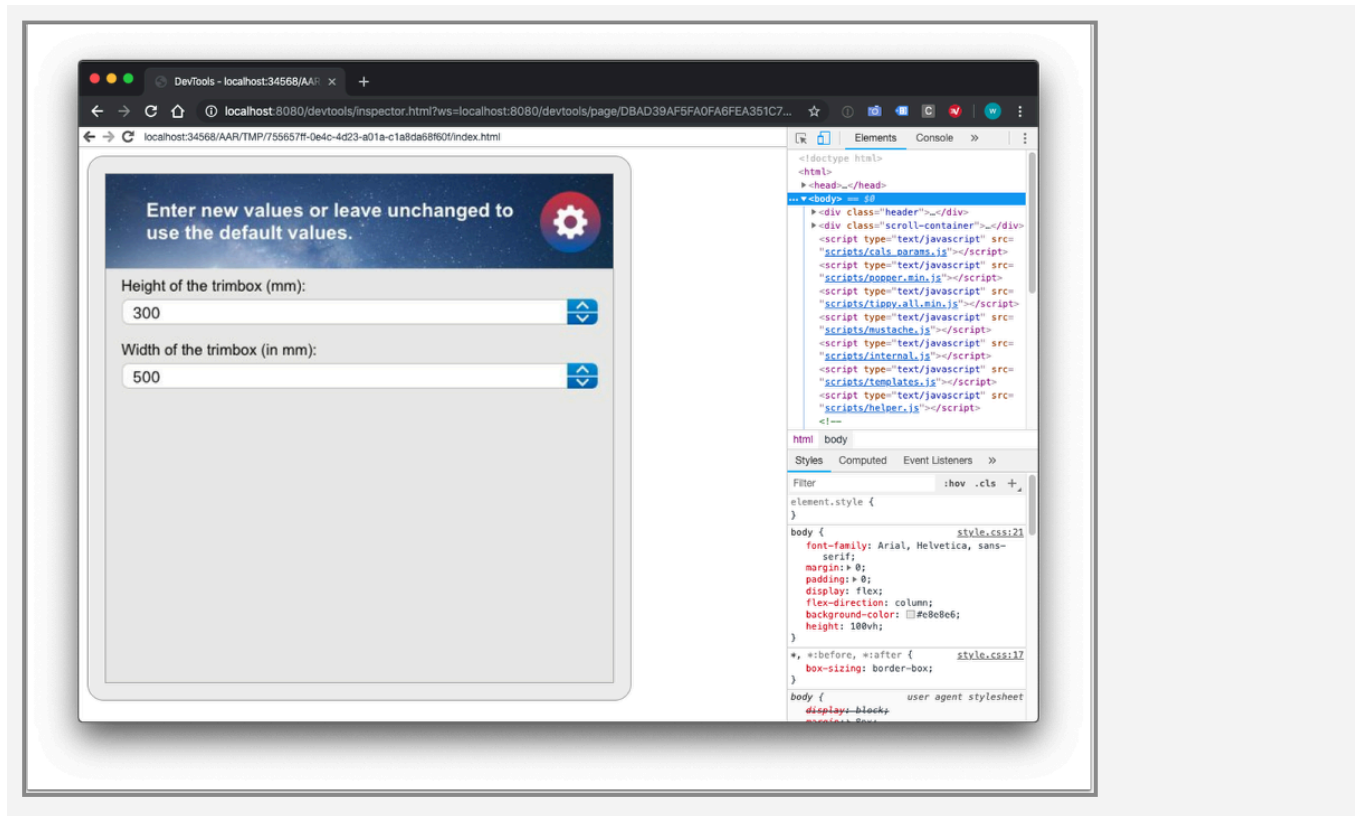 DevTools - localhost:34568/AAR × +
localhost:8080/devtools/inspector.html?ws=localhost:8080/devtools/page/DBAD39AF5FA0FA6FEA351C7...
localhost:34568/AAR/TMP/755657ff-0e4c-4d23-a01a-c1a8da68f60f/index.html
Enter new values or leave unchanged to
use the default values.
Height of the trimbox (mm):
300
Width of the trimbox (in mm):
500
Elements Console »
<!doctype html>
<html>
▶<head>…</head>
…▼<body> == $0
▶<div class="header">…</div>
▶<div class="scroll-container">…</div>
<script type="text/javascript" src=
"scripts/cals_params.js"></script>
<script type="text/javascript" src=
"scripts/popper.min.js"></script>
<script type="text/javascript" src=
"scripts/tippy.all.min.js"></script>
<script type="text/javascript" src=
"scripts/mustache.js"></script>
<script type="text/javascript" src=
"scripts/internal.js"></script>
<script type="text/javascript" src=
"scripts/templates.js"></script>
<script type="text/javascript" src=
"scripts/helper.js"></script>
<!--
html body
Styles Computed Event Listeners »
Filter :hov .cls +
element.style {
}
body { style.css:21
font-family: Arial, Helvetica, sans-
serif;
margin:▶ 0;
padding:▶ 0;
display: flex;
flex-direction: column;
background-color: #e8e8e6;
height: 100vh;
}
*, *:before, *:after { style.css:17
box-sizing: border-box;
}
body { user agent stylesheet
display: block;